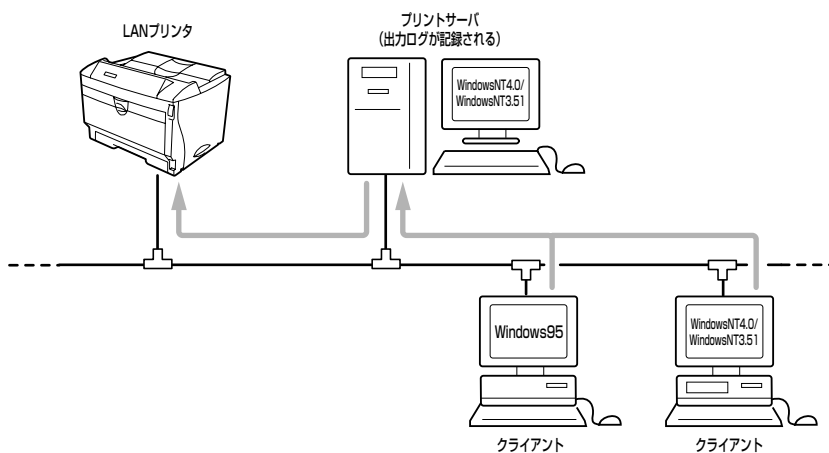 LANプリンタ
プリントサーバ
（出力ログが記録される）
WindowsNT4.0/
WindowsNT3.51
Windows95
WindowsNT4.0/
WindowsNT3.51
クライアント
クライアント